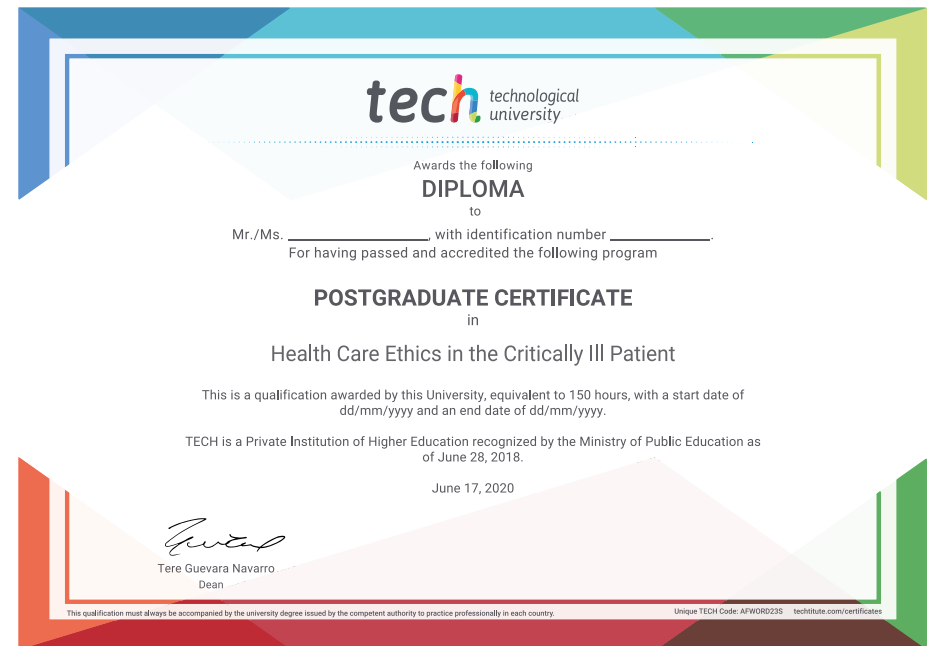 tech technological
university
Awards the following
DIPLOMA
to
Mr./Ms. ____________________, with identification number ______________.
For having passed and accredited the following program
POSTGRADUATE CERTIFICATE
in
Health Care Ethics in the Critically Ill Patient
This is a qualification awarded by this University, equivalent to 150 hours, with a start date of
dd/mm/yyyy and an end date of dd/mm/yyyy.
TECH is a Private Institution of Higher Education recognized by the Ministry of Public Education as
of June 28, 2018.
June 17, 2020
Tere Guevara Navarro
Dean
This qualification must always be accompanied by the university degree issued by the competent authority to practice professionally in each country.
Unique TECH Code: AFWORD23S techtitute.com/certificates